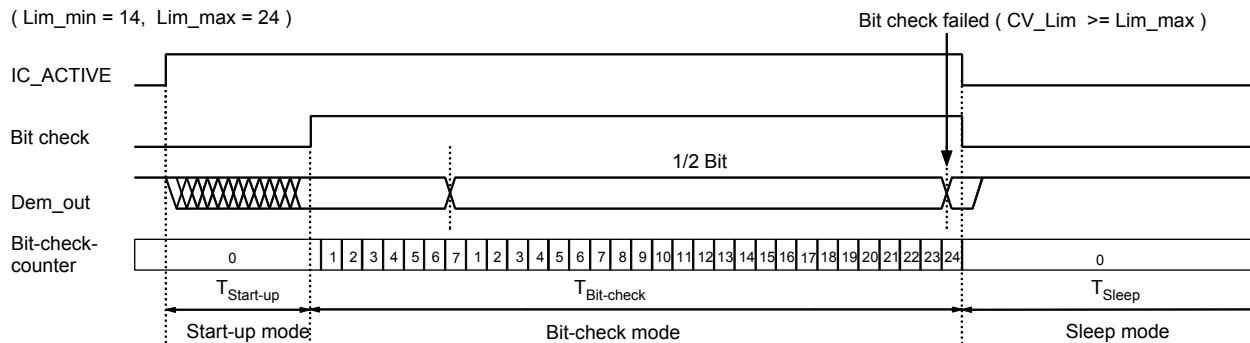 ( Lim_min = 14, Lim_max = 24 )
Bit check failed ( CV_Lim >= Lim_max )
IC_ACTIVE
Bit check
1/2 Bit
Dem_out
Bit-check-
counter
0 1 2 3 4 5 6 7 1 2 3 4 5 6 7 8 9 10 11 12 13 14 15 16 17 18 19 20 21 22 23 24 0
TStart-up TBit-check TSleep
Start-up mode Bit-check mode Sleep mode